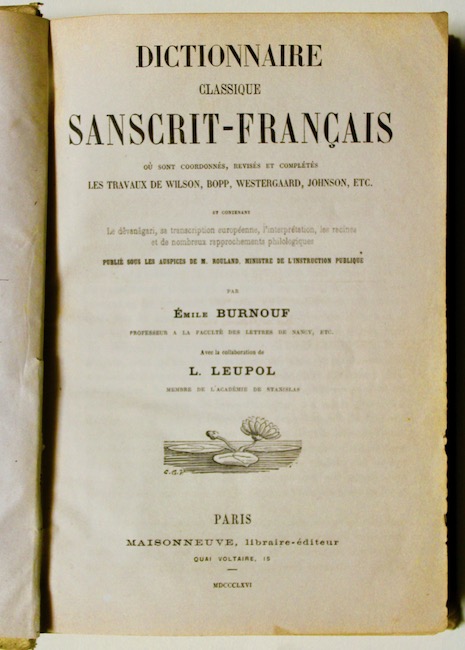 DICTIONNAIRE
CLASSIQUE
SANSCRIT-FRANÇAIS
OÙ SONT COORDONNÉS, REVISÉS ET COMPLÉTÉS
LES TRAVAUX DE WILSON, BOPP, WESTERGAARD, JOHNSON, ETC.
ET CONTENANT
Le dêvanâgari, sa transcription européenne, l'interprétation, les racines
et de nombreux rapprochements philologiques
PUBLIÉ SOUS LES AUSPICES DE M. ROULAND, MINISTRE DE L'INSTRUCTION PUBLIQUE
PAR
ÉMILE BURNOUF
PROFESSEUR A LA FACULTÉ DES LETTRES DE NANCY, ETC.
Avec la collaboration de
L. LEUPOL
MEMBRE DE L'ACADÉMIE DE STANISLAS
PARIS
MAISONNEUVE, libraire-éditeur
QUAI VOLTAIRE, 15
MDCCCLXVI